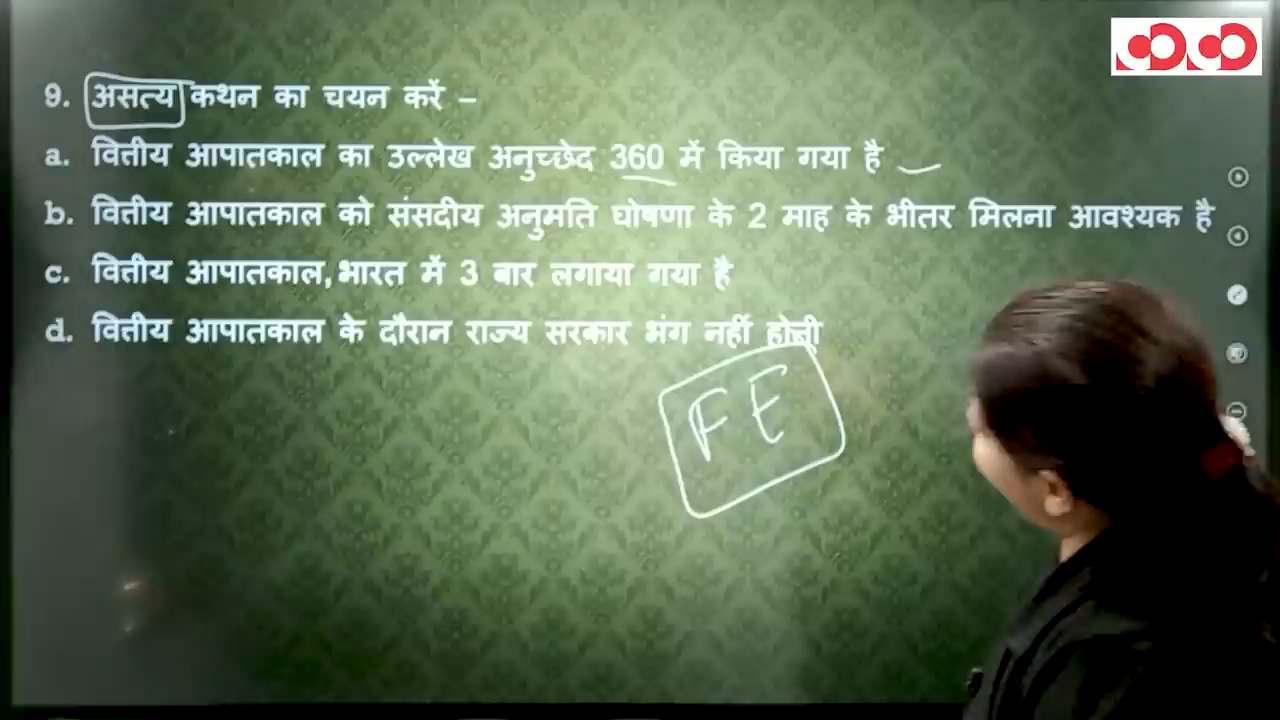 9. असत्य कथन का चयन करें –
a. वित्तीय आपातकाल का उल्लेख अनुच्छेद 360 में किया गया है
b. वित्तीय आपातकाल को संसदीय अनुमति घोषणा के 2 माह के भीतर मिलना आवश्यक है
c. वित्तीय आपातकाल, भारत में 3 बार लगाया गया है
d. वित्तीय आपातकाल के दौरान राज्य सरकार भंग नहीं होती
FE